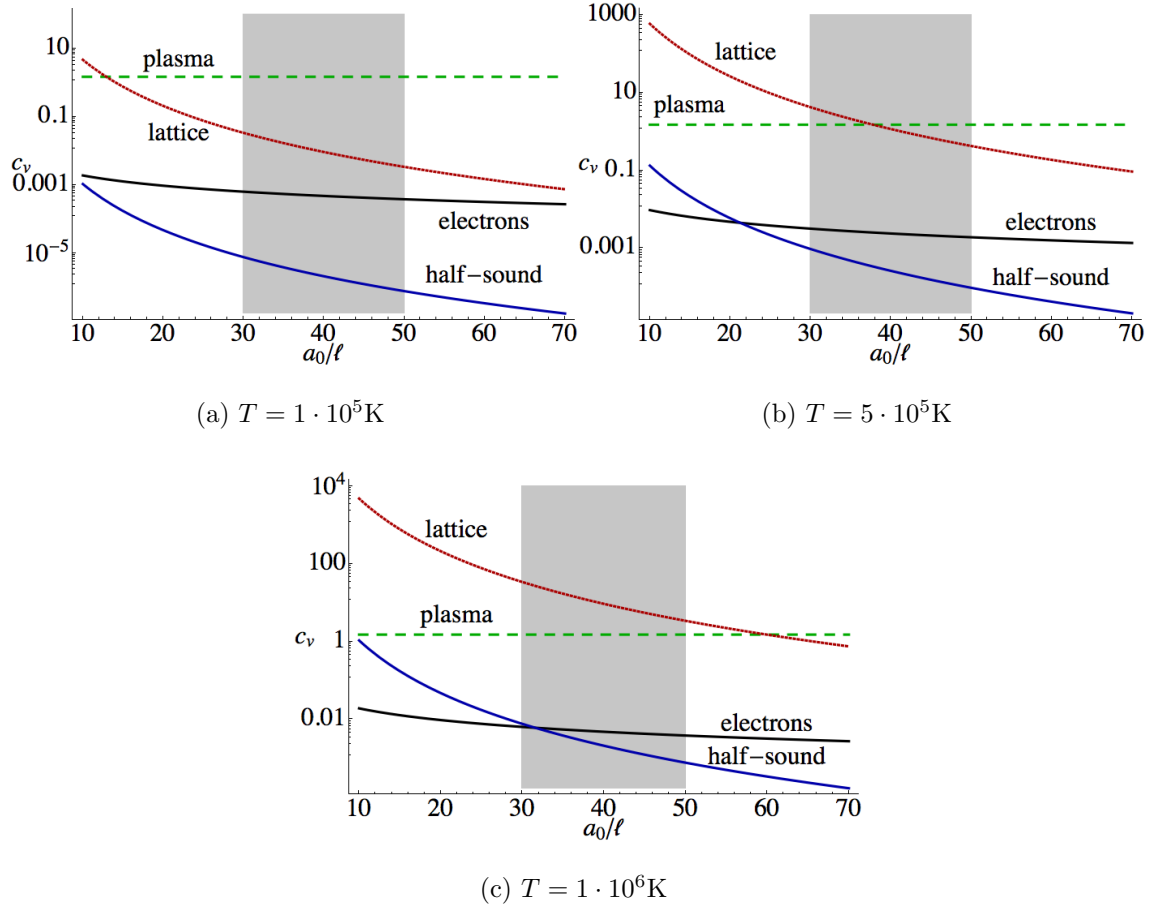 10
0.1
c_v
0.001
10^{-5}
plasma
lattice
electrons
half−sound
10 20 30 40 50 60 70
a_0/ℓ
(a) T = 1 · 10^5K
1000
10
c_v 0.1
0.001
lattice
plasma
electrons
half−sound
10 20 30 40 50 60 70
a_0/ℓ
(b) T = 5 · 10^5K
10^4
100
c_v 1
0.01
lattice
plasma
electrons
half−sound
10 20 30 40 50 60 70
a_0/ℓ
(c) T = 1 · 10^6K